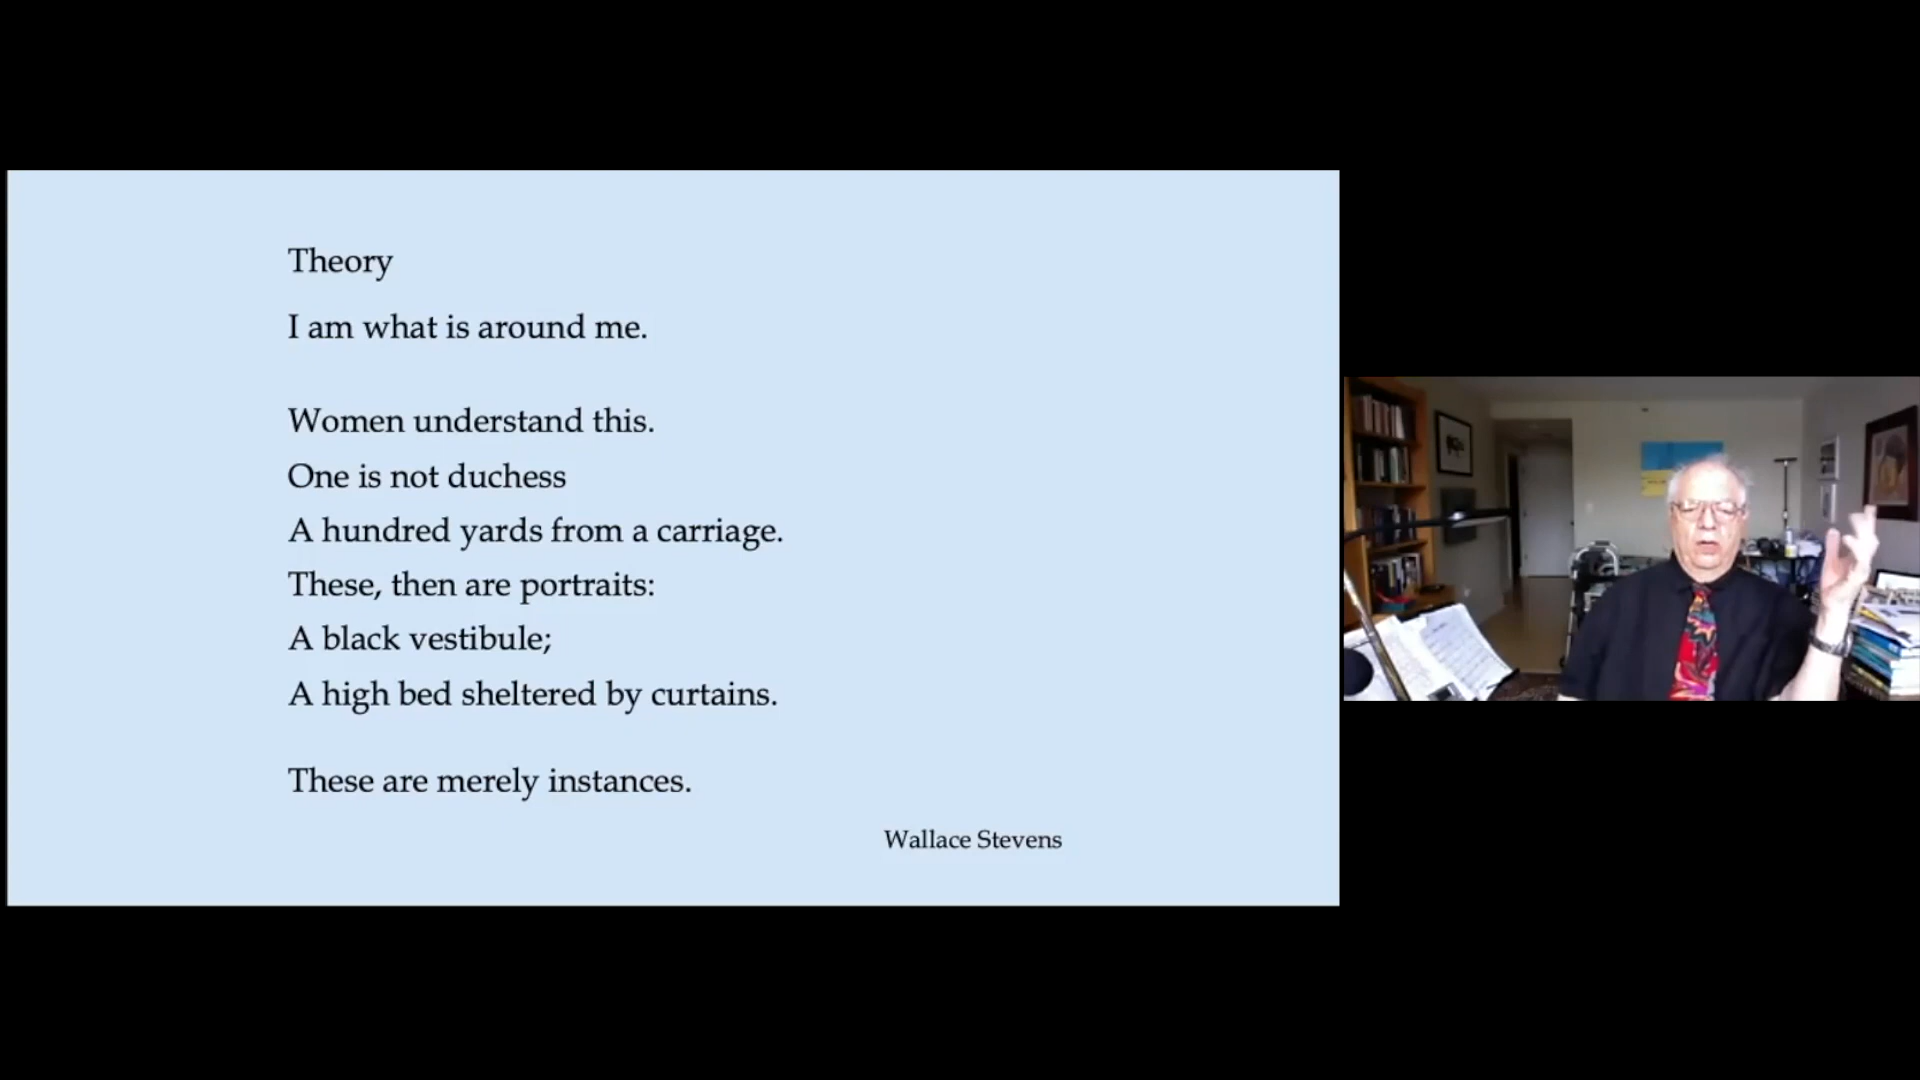 Theory
I am what is around me.
Women understand this.
One is not duchess
A hundred yards from a carriage.
These, then are portraits:
A black vestibule;
A high bed sheltered by curtains.
These are merely instances.
Wallace Stevens